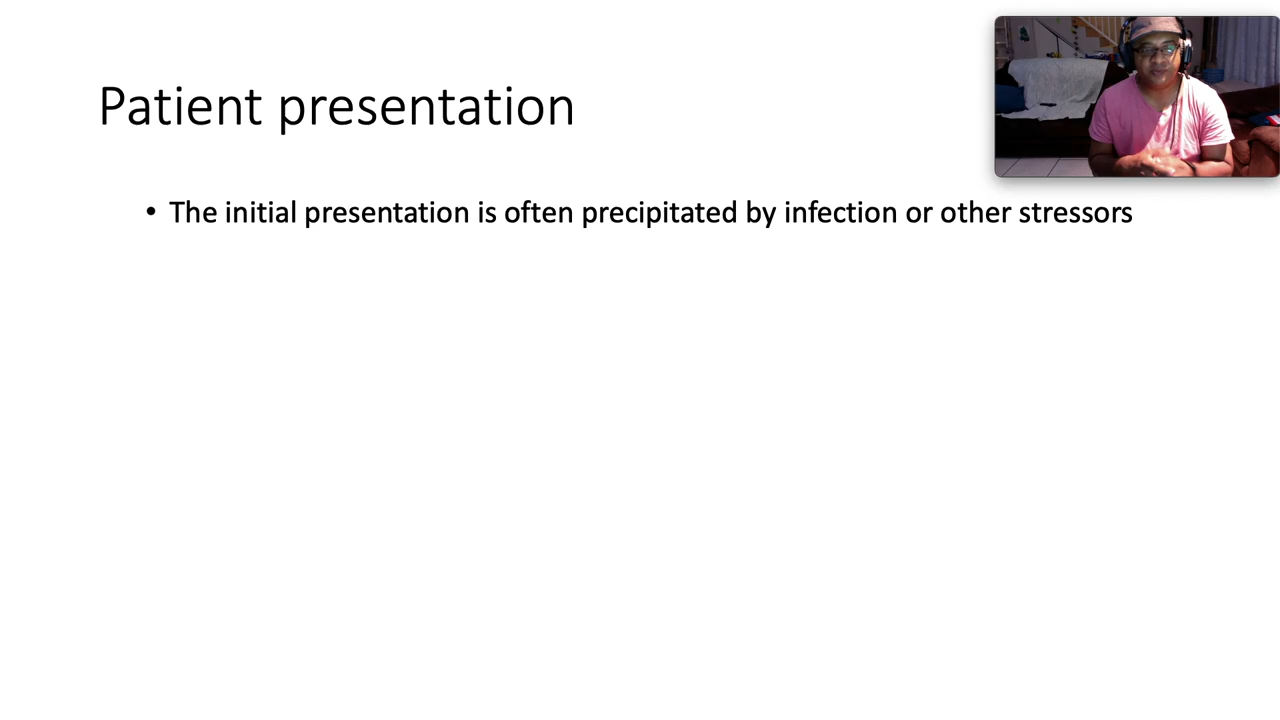 Patient presentation
• The initial presentation is often precipitated by infection or other stressors